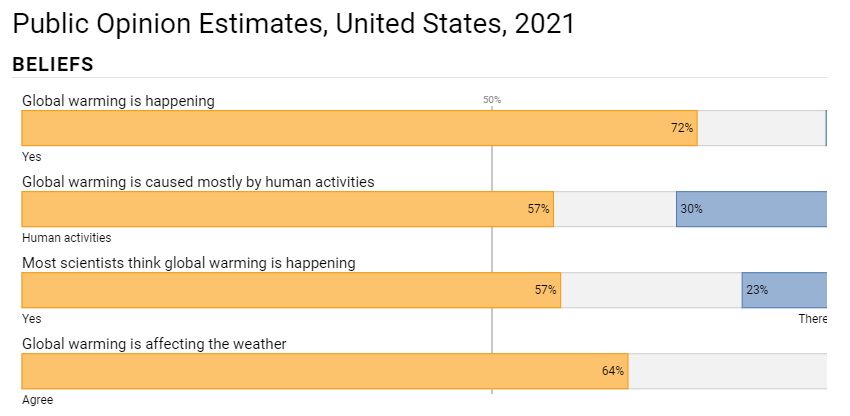 Public Opinion Estimates, United States, 2021
BELIEFS
Global warming is happening
50%
72%
Yes
Global warming is caused mostly by human activities
57% 30%
Human activities
Most scientists think global warming is happening
57% 23%
Yes There
Global warming is affecting the weather
64%
Agree